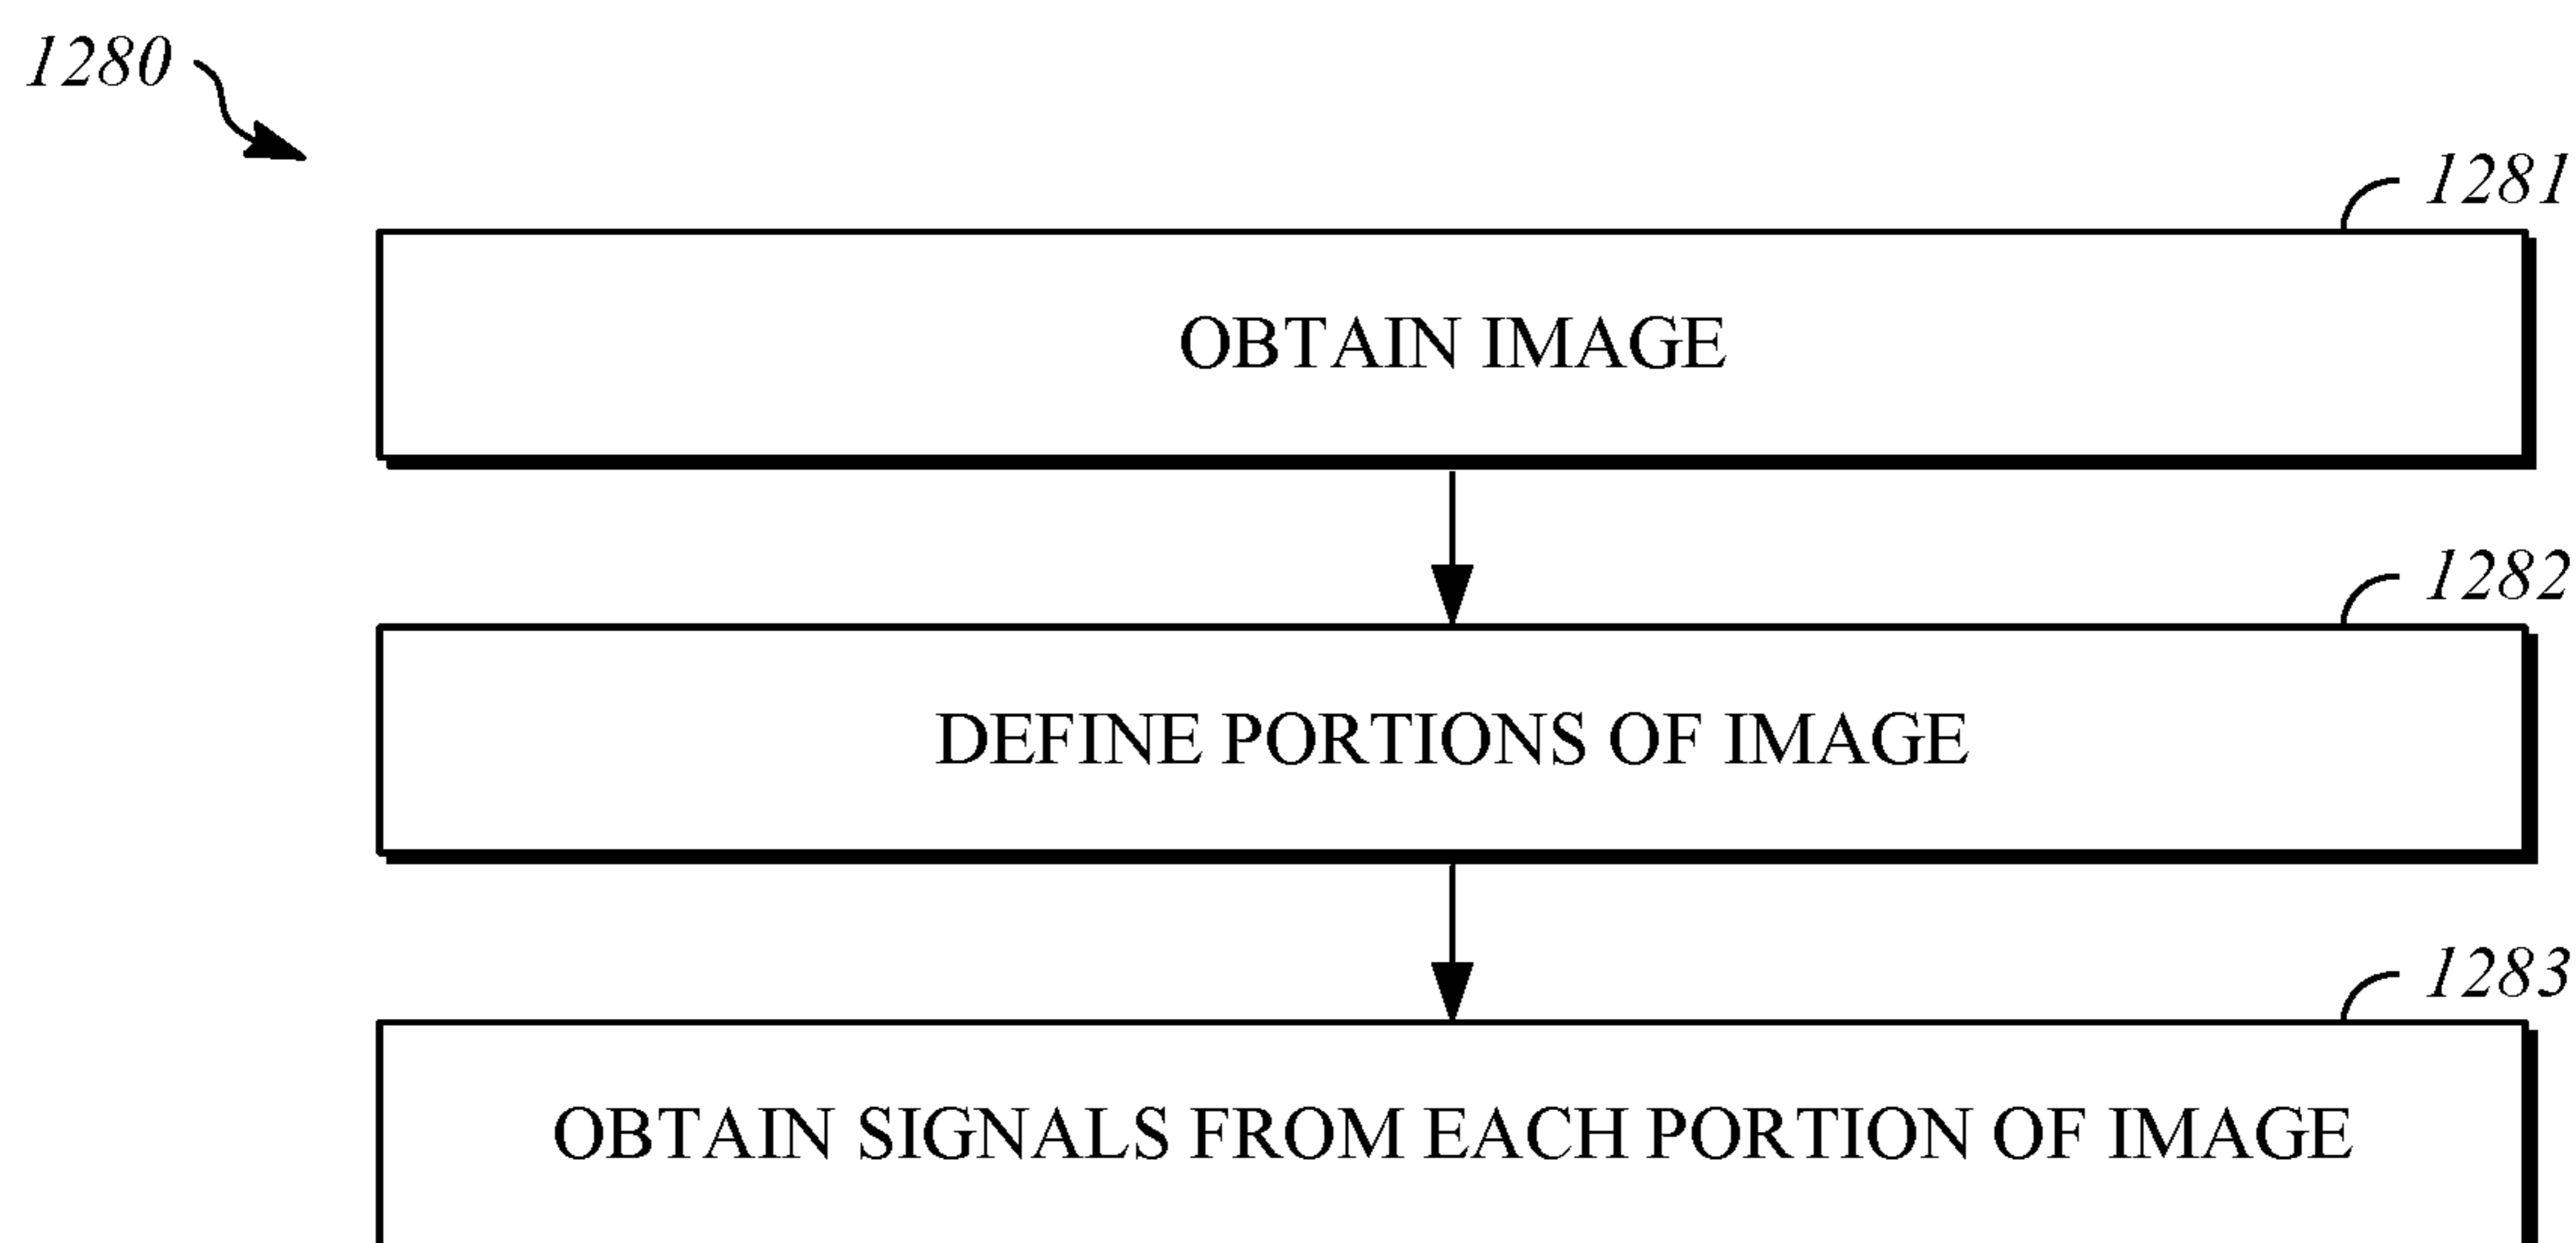 1280
1281
OBTAIN IMAGE
1282
DEFINE PORTIONS OF IMAGE
1283
OBTAIN SIGNALS FROM EACH PORTION OF IMAGE